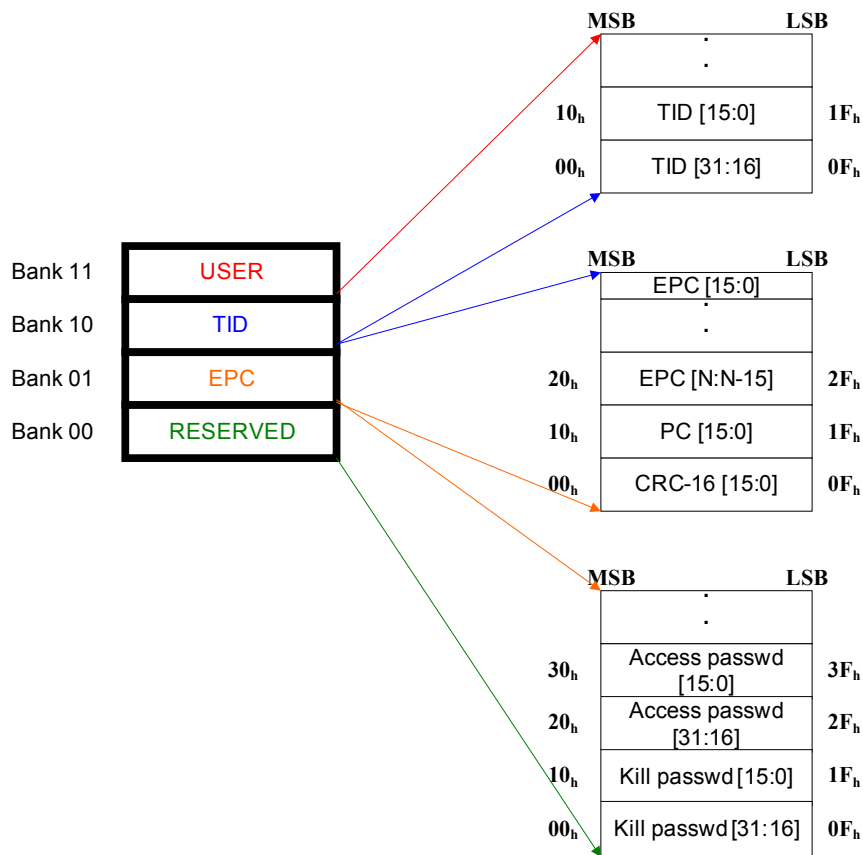 MSB LSB
10h TID [15:0] 1Fh
00h TID [31:16] 0Fh
Bank 11 USER
Bank 10 TID
Bank 01 EPC
Bank 00 RESERVED
MSB LSB
EPC [15:0]
20h EPC [N:N-15] 2Fh
10h PC [15:0] 1Fh
00h CRC-16 [15:0] 0Fh
MSB LSB
30h Access passwd 3Fh
[15:0]
20h Access passwd 2Fh
[31:16]
10h Kill passwd [15:0] 1Fh
00h Kill passwd [31:16] 0Fh